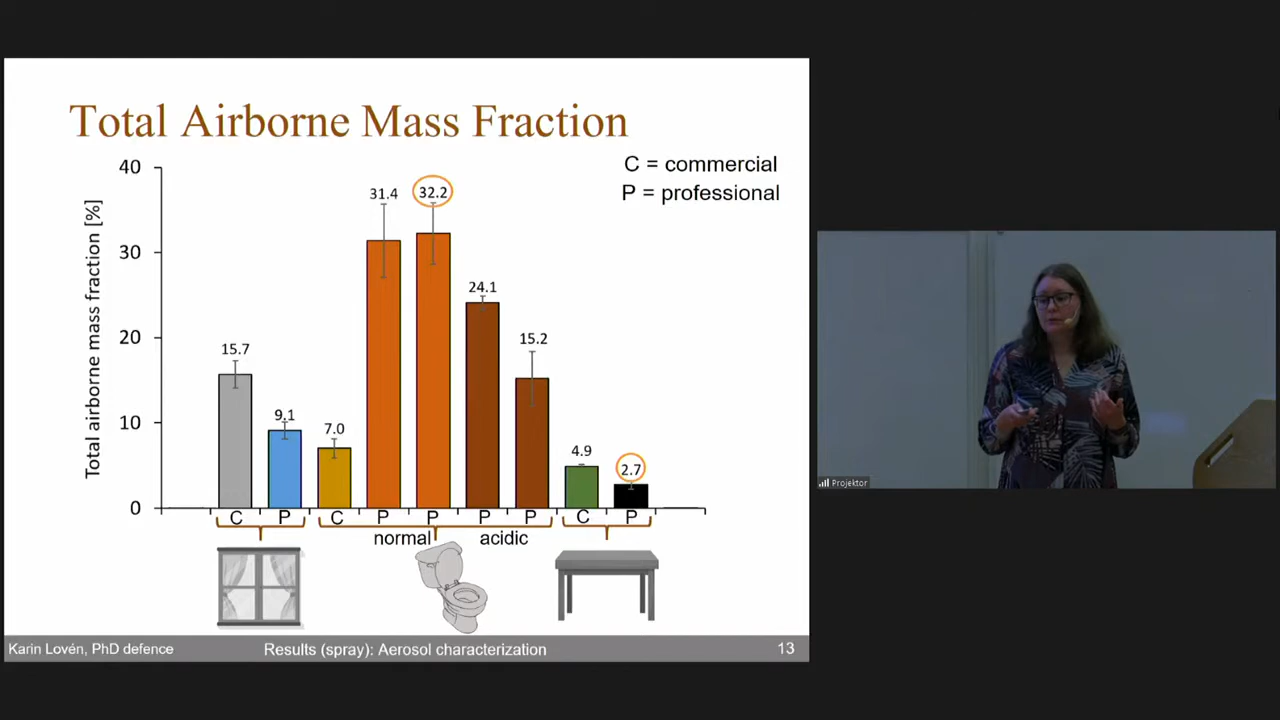 Total Airborne Mass Fraction
C = commercial
P = professional
Total airborne mass fraction [%]
40
30
20
10
0
15.7
9.1
7.0
31.4
32.2
24.1
15.2
4.9
2.7
C P C P P P P C P
normal acidic
Karin Lovén, PhD defence
Results (spray): Aerosol characterization
13
Projektor